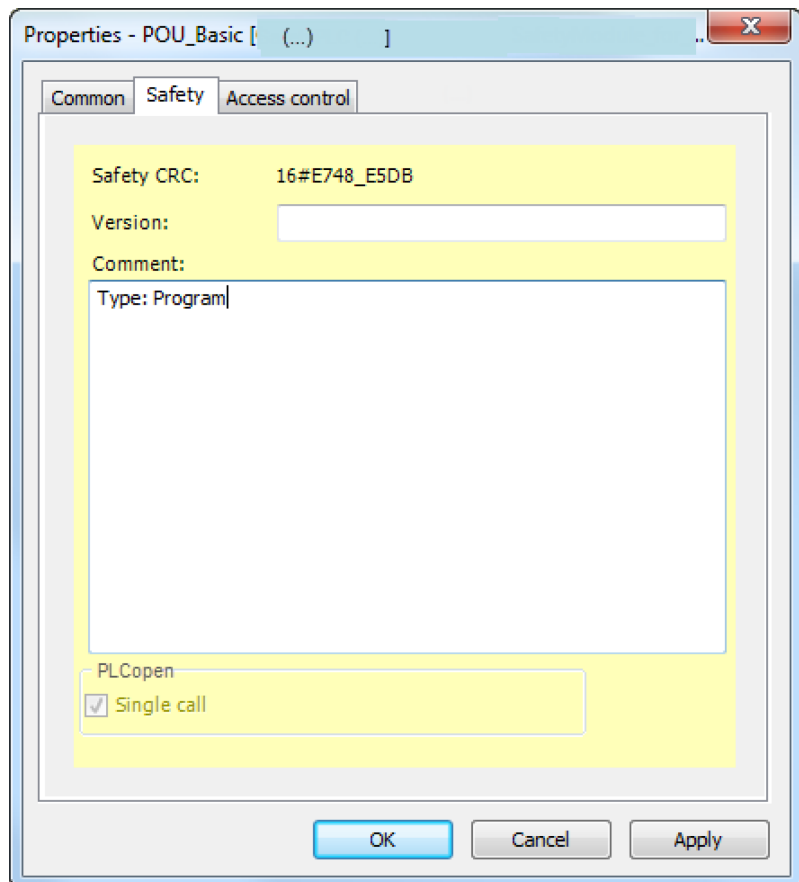 Properties - POU_Basic [ (...) ] ..
Common Safety Access control
Safety CRC: 16#E748_E5DB
Version:
Comment:
Type: Program
PLCopen
Single call
OK Cancel Apply